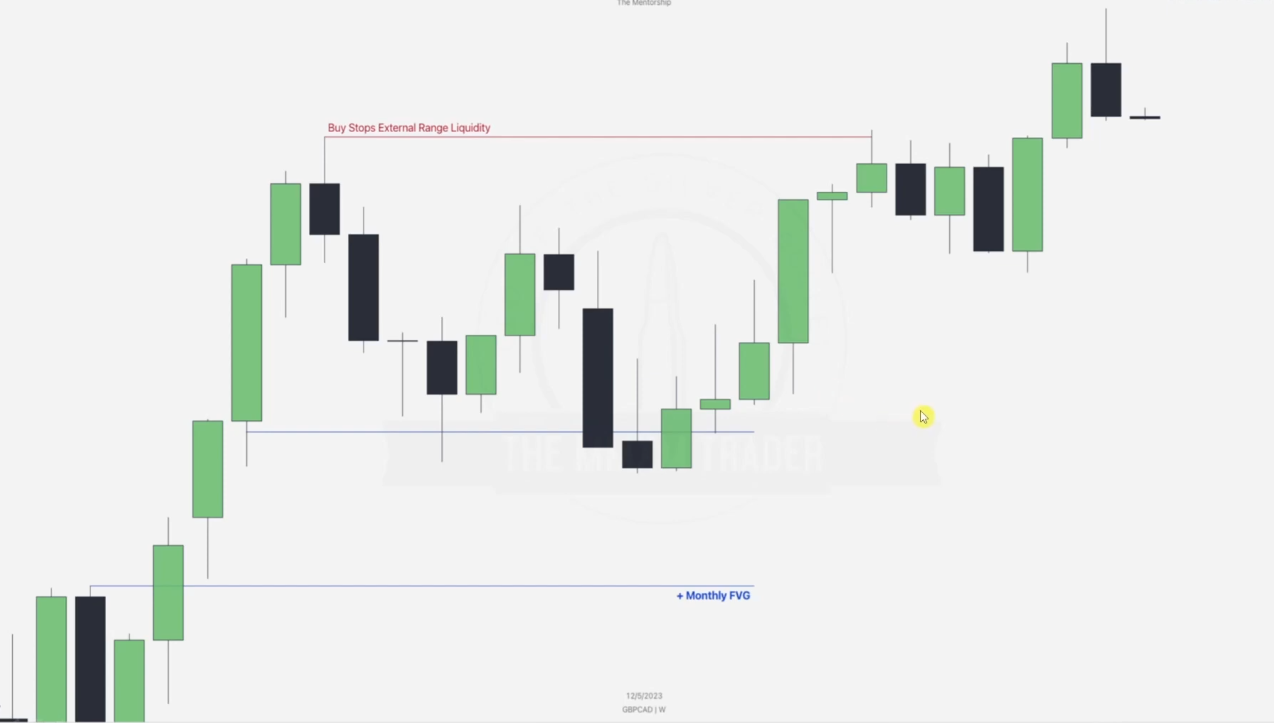 The Mentorship
Buy Stops External Range Liquidity
+ Monthly FVG
12/5/2023
GBPCAD | W